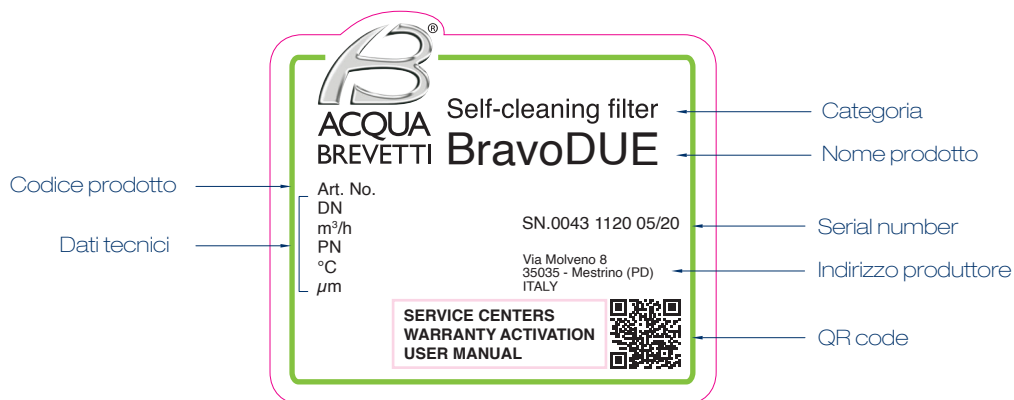 ®
ACQUA
BREVETTI
Self-cleaning filter
BravoDUE
Categoria
Nome prodotto
Codice prodotto
Dati tecnici
Art. No.
DN
m³/h
PN
°C
µm
SN.0043 1120 05/20
Serial number
Via Molveno 8
35035 - Mestrino (PD)
ITALY
Indirizzo produttore
SERVICE CENTERS
WARRANTY ACTIVATION
USER MANUAL
QR code